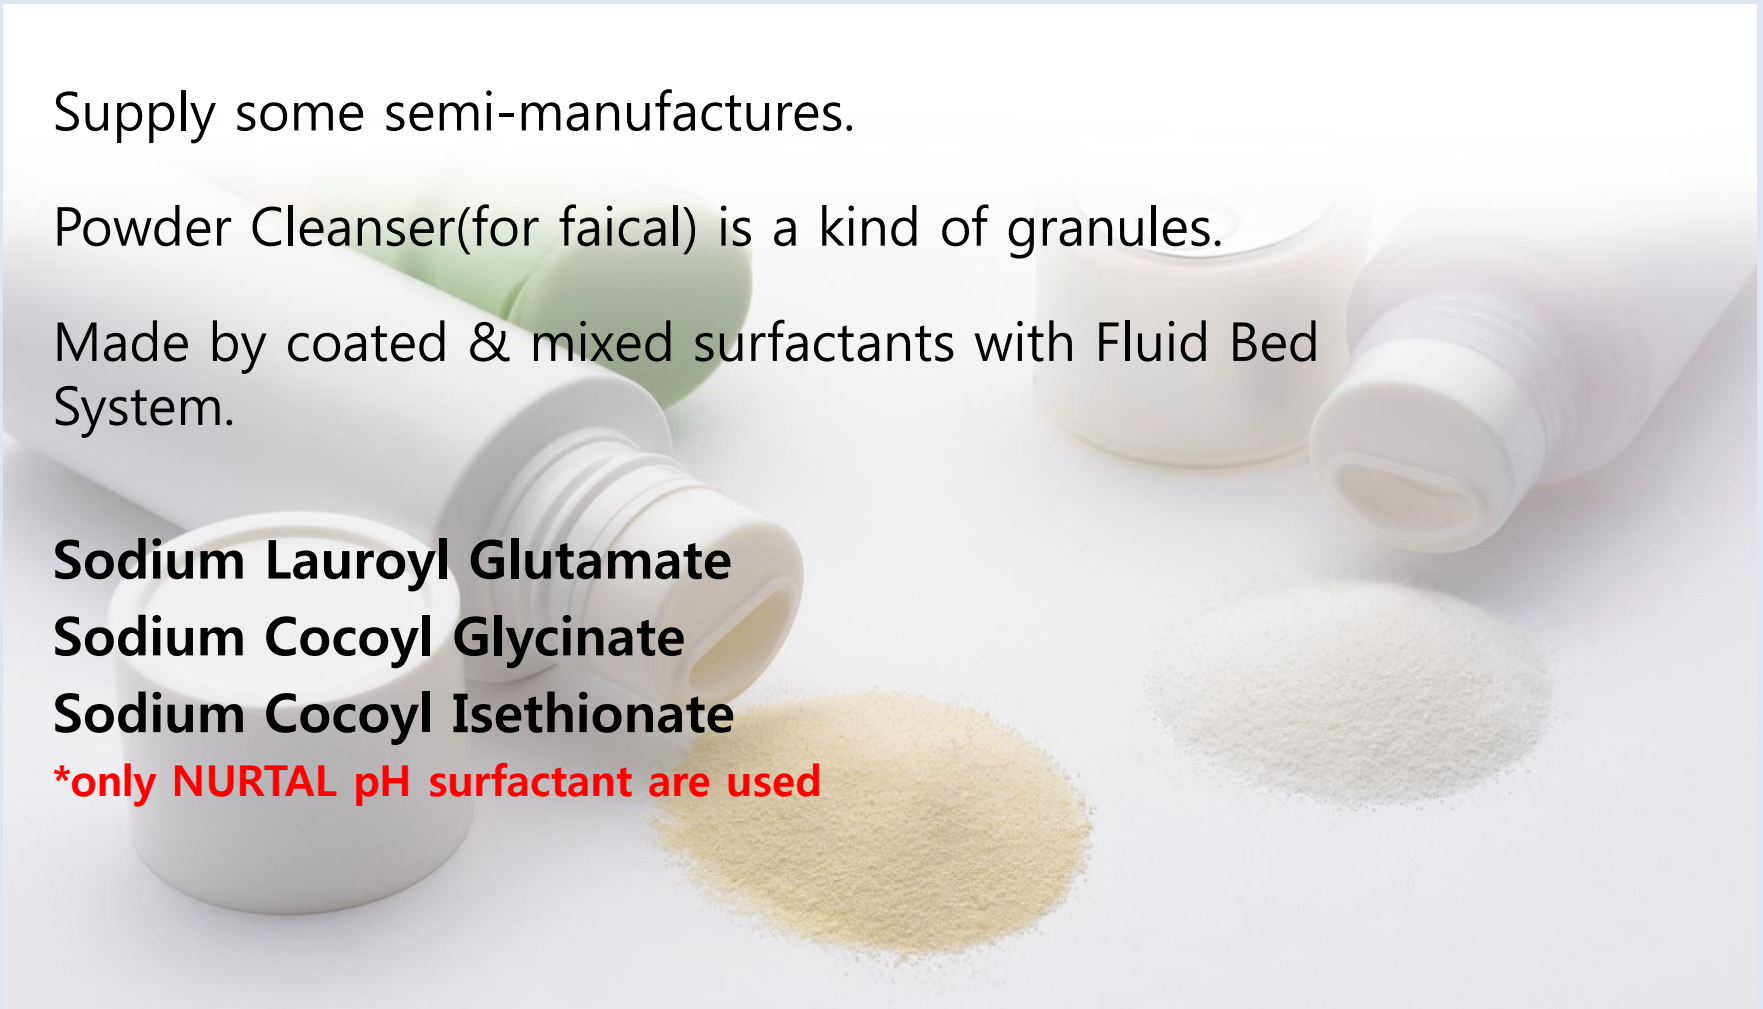 Supply some semi-manufactures.
Powder Cleanser(for faical) is a kind of granules.
Made by coated & mixed surfactants with Fluid Bed
System.
Sodium Lauroyl Glutamate
Sodium Cocoyl Glycinate
Sodium Cocoyl Isethionate
*only NURTAL pH surfactant are used